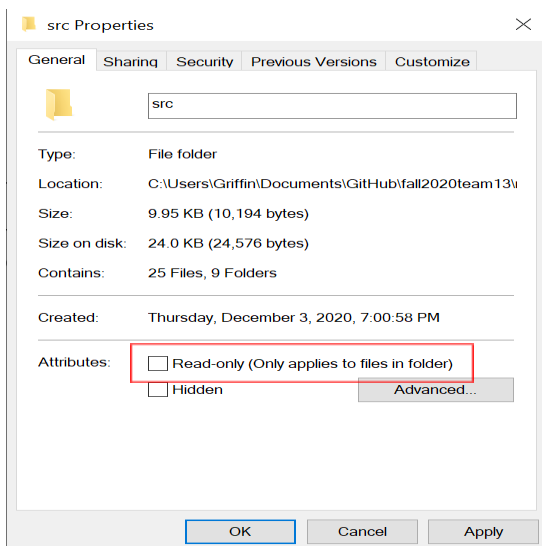 src Properties
General Sharing Security Previous Versions Customize
src
Type: File folder
Location: C:\Users\Griffin\Documents\GitHub\fall2020team13\
Size: 9.95 KB (10,194 bytes)
Size on disk: 24.0 KB (24,576 bytes)
Contains: 25 Files, 9 Folders
Created: Thursday, December 3, 2020, 7:00:58 PM
Attributes: Read-only (Only applies to files in folder)
Hidden Advanced...
OK Cancel Apply